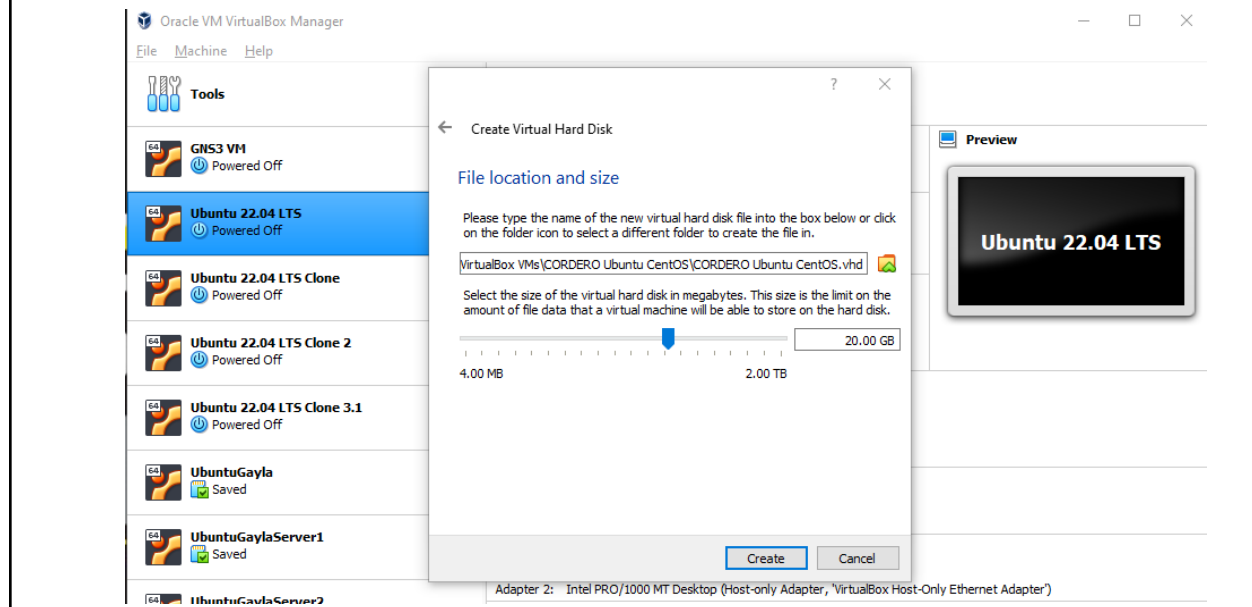 Oracle VM VirtualBox Manager
File Machine Help
Tools
GNS3 VM
Powered Off
Ubuntu 22.04 LTS
Powered Off
Ubuntu 22.04 LTS Clone
Powered Off
Ubuntu 22.04 LTS Clone 2
Powered Off
Ubuntu 22.04 LTS Clone 3.1
Powered Off
UbuntuGayla
Saved
UbuntuGaylaServer1
Saved
UbuntuGaylaServer2
64
64
64
64
64
64
64
64
?
Create Virtual Hard Disk
File location and size
Please type the name of the new virtual hard disk file into the box below or click
on the folder icon to select a different folder to create the file in.
VirtualBox VMs\CORDERO Ubuntu CentOS\CORDERO Ubuntu CentOS.vhd
Select the size of the virtual hard disk in megabytes. This size is the limit on the
amount of file data that a virtual machine will be able to store on the hard disk.
20.00 GB
4.00 MB 2.00 TB
Create Cancel
Preview
Ubuntu 22.04 LTS
Adapter 2: Intel PRO/1000 MT Desktop (Host-only Adapter, 'VirtualBox Host-Only Ethernet Adapter')